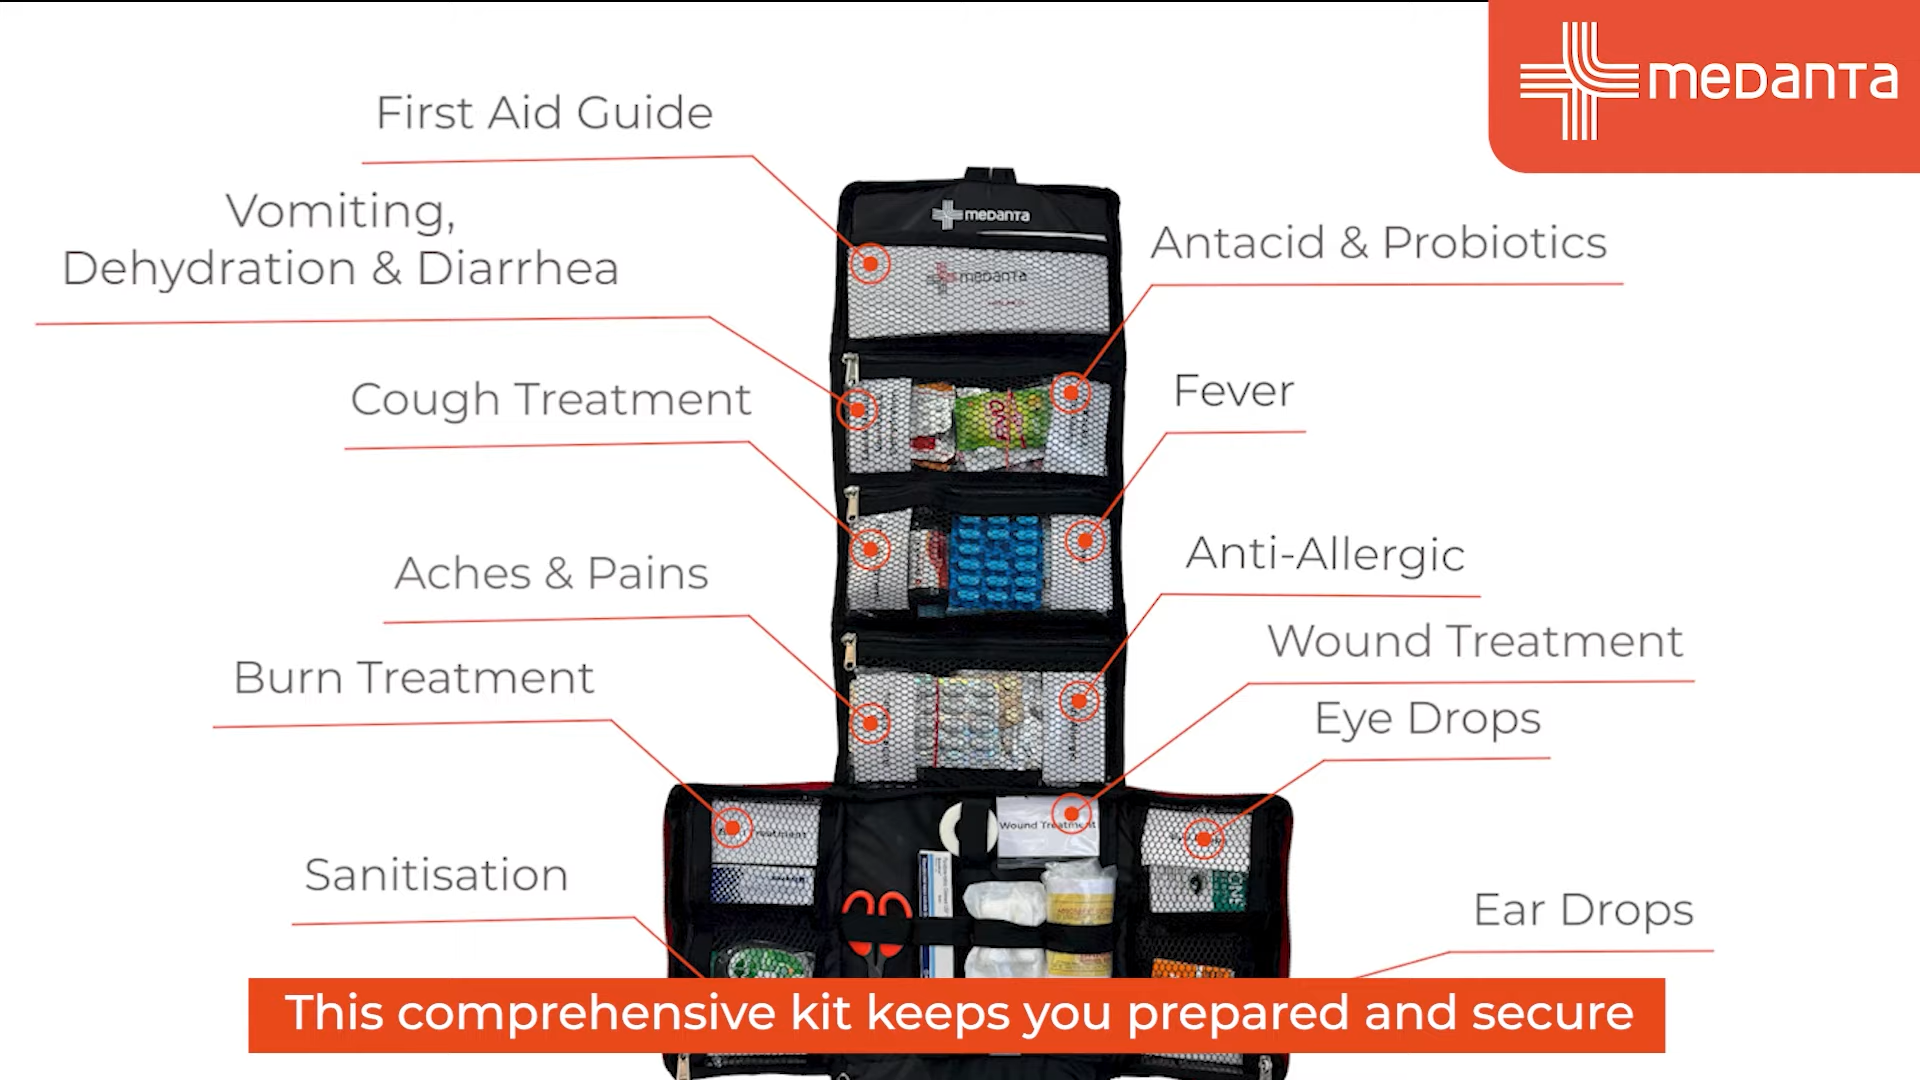 meDanTa
First Aid Guide
Vomiting,
Dehydration & Diarrhea
Cough Treatment
Aches & Pains
Burn Treatment
Sanitisation
meDanTa
meDanTa
Antacid & Probiotics
Fever
Anti-Allergic
Wound Treatment
Eye Drops
Ear Drops
Wound Treatment
This comprehensive kit keeps you prepared and secure